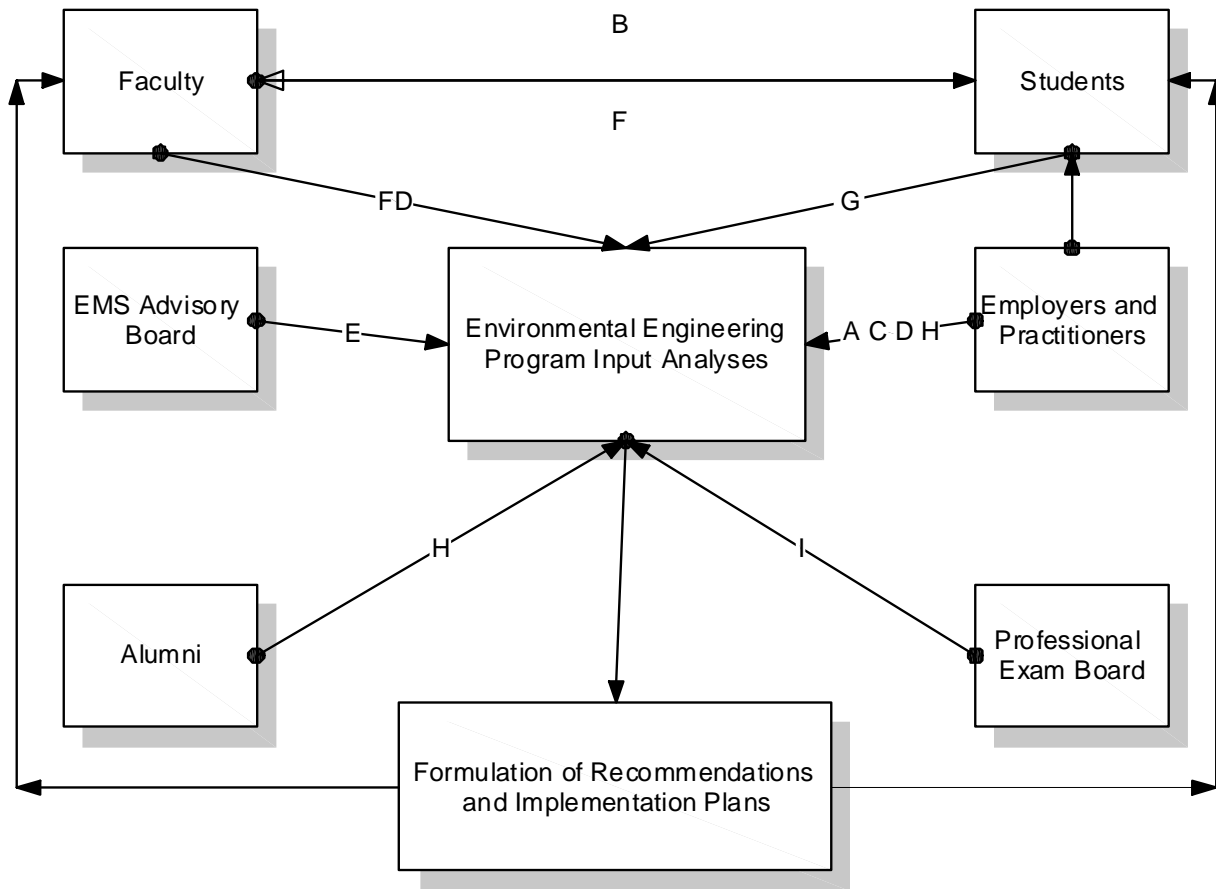 B
Faculty
Students
F
FD
G
EMS Advisory
Board
E
Environmental Engineering
Program Input Analyses
A C D H
Employers and
Practitioners
H
I
Alumni
Professional
Exam Board
Formulation of Recommendations
and Implementation Plans